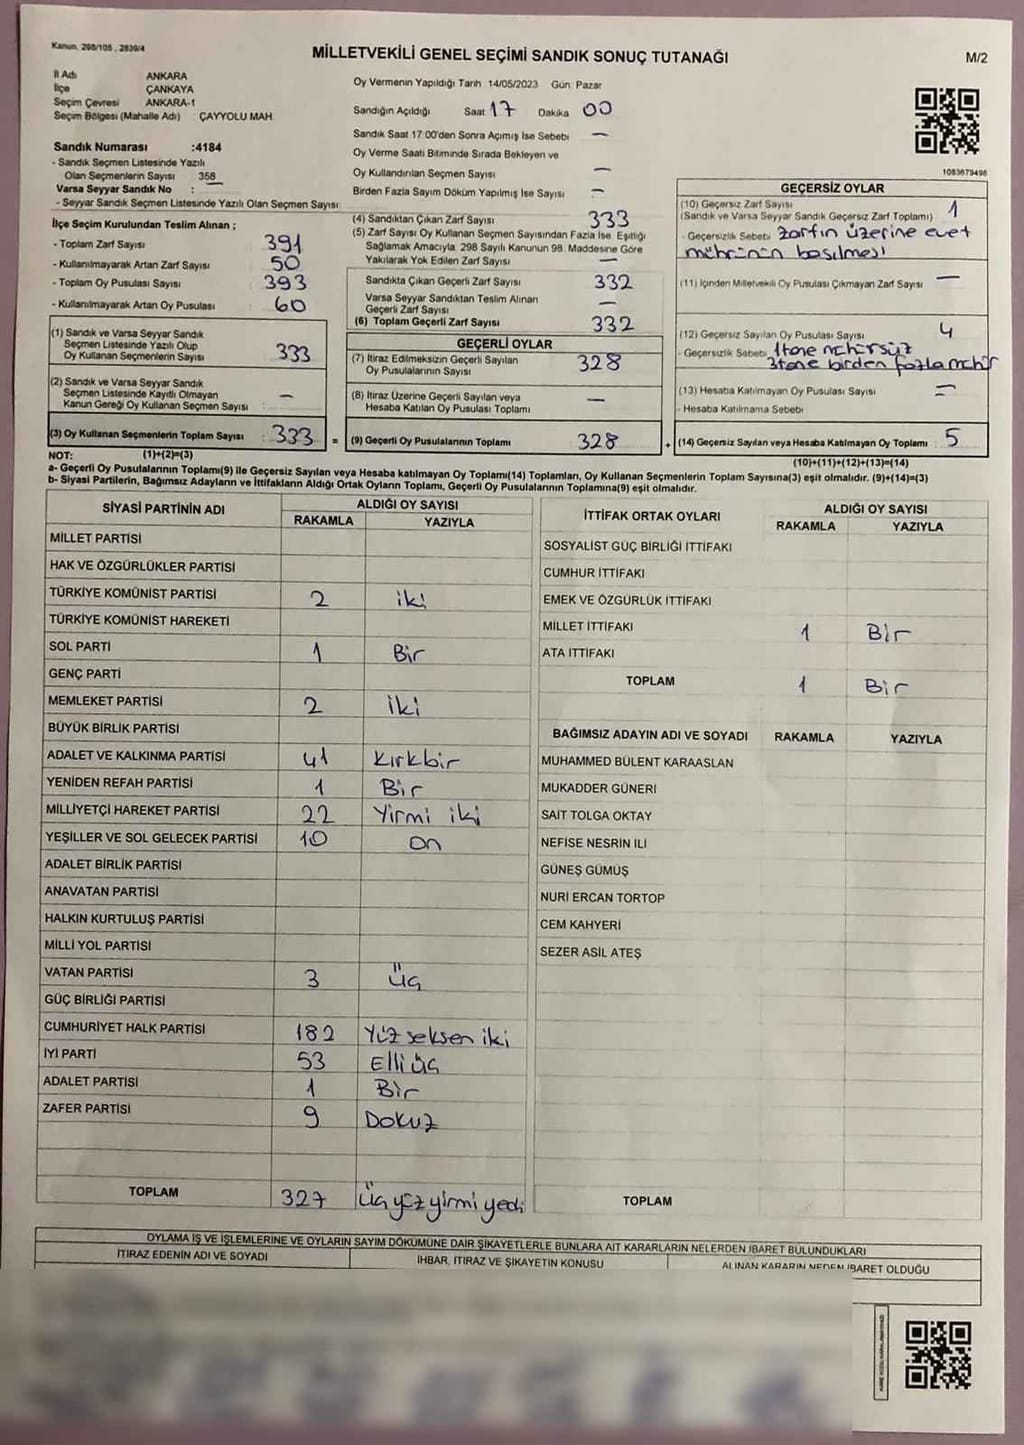 Kanun, 298/105 , 2839/4
MİLLETVEKİLİ GENEL SEÇİMİ SANDIK SONUÇ TUTANAĞI
M/2
İl Adı ANKARA
İlçe ÇANKAYA
Seçim Çevresi ANKARA-1
Seçim Bölgesi (Mahalle Adı) ÇAYYOLU MAH
Sandık Numarası :4184
- Sandık Seçmen Listesinde Yazılı
Olan Seçmenlerin Sayısı 358
Varsa Seyyar Sandık No : —
- Seyyar Sandık Seçmen Listesinde Yazılı Olan Seçmen Sayısı
İlçe Seçim Kurulundan Teslim Alınan ;
- Toplam Zarf Sayısı 391
- Kullanılmayarak Artan Zarf Sayısı 50
- Toplam Oy Pusulası Sayısı 393
- Kullanılmayarak Artan Oy Pusulası 60
(1) Sandık ve Varsa Seyyar Sandık
Seçmen Listesinde Yazılı Olup
Oy Kullanan Seçmenlerin Sayısı 333
(2) Sandık ve Varsa Seyyar Sandık
Seçmen Listesinde Kayıtlı Olmayan
Kanun Gereği Oy Kullanan Seçmen Sayısı —
(3) Oy Kullanan Seçmenlerin Toplam Sayısı : 333 =
(1)+(2)=(3)
Oy Vermenin Yapıldığı Tarih 14/05/2023 Gün Pazar
Sandığın Açıldığı Saat 17 Dakika 00
Sandık Saat 17:00'den Sonra Açımış İse Sebebi —
Oy Verme Saati Bitiminde Sırada Bekleyen ve
Oy Kullandırılan Seçmen Sayısı —
Birden Fazla Sayım Döküm Yapılmış İse Sayısı —
(4) Sandıktan Çıkan Zarf Sayısı 333
(5) Zarf Sayısı Oy Kullanan Seçmen Sayısından Fazla İse, Eşitliği
Sağlamak Amacıyla, 298 Sayılı Kanunun 98. Maddesine Göre
Yakılarak Yok Edilen Zarf Sayısı —
Sandıkta Çıkan Geçerli Zarf Sayısı 332
Varsa Seyyar Sandıktan Teslim Alınan
Geçerli Zarf Sayısı —
(6) Toplam Geçerli Zarf Sayısı 332
GEÇERLİ OYLAR
(7) İtiraz Edilmeksizin Geçerli Sayılan
Oy Pusulalarının Sayısı 328
(8) İtiraz Üzerine Geçerli Sayılan veya
Hesaba Katılan Oy Pusulası Toplamı —
(9) Geçerli Oy Pusulalarının Toplamı 328 +
1083679498
GEÇERSİZ OYLAR
(10) Geçersiz Zarf Sayısı 1
(Sandık ve Varsa Seyyar Sandık Geçersiz Zarf Toplamı)
- Geçersizlik Sebebi Zarfın üzerine evet
mührünün basılması
(11) İçinden Milletvekili Oy Pusulası Çıkmayan Zarf Sayısı —
(12) Geçersiz Sayılan Oy Pusulası Sayısı 4
- Geçersizlik Sebebi 1tane mühürsüz
3tane birden fazla mühür
(13) Hesaba Katılmayan Oy Pusulası Sayısı —
- Hesaba Katılmama Sebebi —
(14) Geçersiz Sayılan veya Hesaba Katılmayan Oy Toplamı 5
(10)+(11)+(12)+(13)=(14)
NOT:
a- Geçerli Oy Pusulalarının Toplamı(9) İle Geçersiz Sayılan veya Hesaba katılmayan Oy Toplamı(14) Toplamları, Oy Kullanan Seçmenlerin Toplam Sayısına(3) eşit olmalıdır. (9)+(14)=(3)
b- Siyasi Partilerin, Bağımsız Adayların ve İttifakların Aldığı Ortak Oyların Toplamı, Geçerli Oy Pusulalarının Toplamına(9) eşit olmalıdır.
SİYASİ PARTİNİN ADI
ALDIĞI OY SAYISI
RAKAMLA YAZIYLA
MİLLET PARTİSİ
HAK VE ÖZGÜRLÜKLER PARTİSİ
TÜRKİYE KOMÜNİST PARTİSİ 2 iki
TÜRKİYE KOMÜNİST HAREKETİ
SOL PARTİ 1 Bir
GENÇ PARTİ
MEMLEKET PARTİSİ 2 iki
BÜYÜK BİRLİK PARTİSİ
ADALET VE KALKINMA PARTİSİ 41 Kırkbir
YENİDEN REFAH PARTİSİ 1 Bir
MİLLİYETÇİ HAREKET PARTİSİ 22 Yirmi iki
YEŞİLLER VE SOL GELECEK PARTİSİ 10 On
ADALET BİRLİK PARTİSİ
ANAVATAN PARTİSİ
HALKIN KURTULUŞ PARTİSİ
MİLLİ YOL PARTİSİ
VATAN PARTİSİ 3 Üç
GÜÇ BİRLİĞİ PARTİSİ
CUMHURİYET HALK PARTİSİ 182 Yüz seksen iki
İYİ PARTİ 53 Elli üç
ADALET PARTİSİ 1 Bir
ZAFER PARTİSİ 9 Dokuz
TOPLAM 327 Üç yüz yirmi yedi
İTTİFAK ORTAK OYLARI
ALDIĞI OY SAYISI
RAKAMLA YAZIYLA
SOSYALİST GÜÇ BİRLİĞİ İTTİFAKI
CUMHUR İTTİFAKI
EMEK VE ÖZGÜRLÜK İTTİFAKI
MİLLET İTTİFAKI 1 Bir
ATA İTTİFAKI
TOPLAM 1 Bir
BAĞIMSIZ ADAYIN ADI VE SOYADI RAKAMLA YAZIYLA
MUHAMMED BÜLENT KARAASLAN
MUKADDER GÜNERİ
SAİT TOLGA OKTAY
NEFİSE NESRİN İLİ
GÜNEŞ GÜMÜŞ
NURİ ERCAN TORTOP
CEM KAHYERİ
SEZER ASİL ATEŞ
TOPLAM
OYLAMA İŞ VE İŞLEMLERİNE VE OYLARIN SAYIM DÖKÜMÜNE DAİR ŞİKAYETLERLE BUNLARA AİT KARARLARIN NELERDEN İBARET BULUNDUKLARI
İTİRAZ EDENİN ADI VE SOYADI
İHBAR, İTİRAZ VE ŞİKAYETİN KONUSU
ALINAN KARARIN NEDEN İBARET OLDUĞU